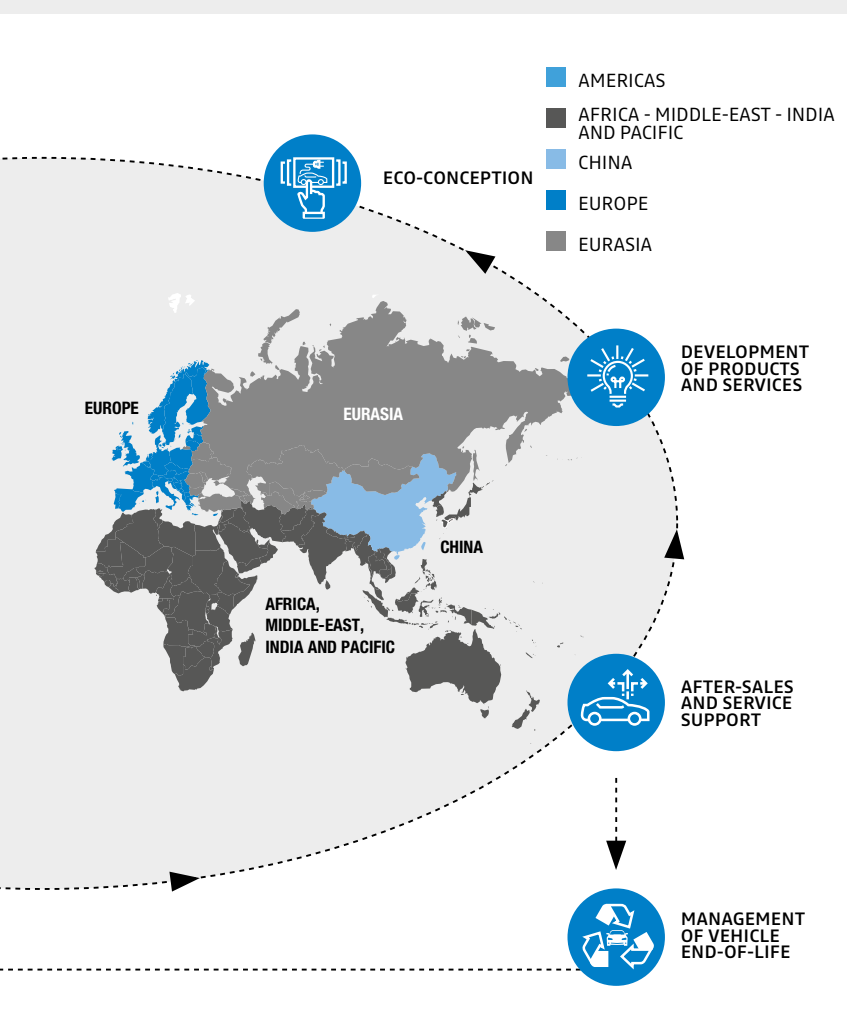 AMERICAS
AFRICA - MIDDLE-EAST - INDIA
AND PACIFIC
CHINA
EUROPE
EURASIA
ECO-CONCEPTION
DEVELOPMENT
OF PRODUCTS
AND SERVICES
EUROPE
EURASIA
CHINA
AFRICA,
MIDDLE-EAST,
INDIA AND PACIFIC
AFTER-SALES
AND SERVICE
SUPPORT
MANAGEMENT
OF VEHICLE
END-OF-LIFE